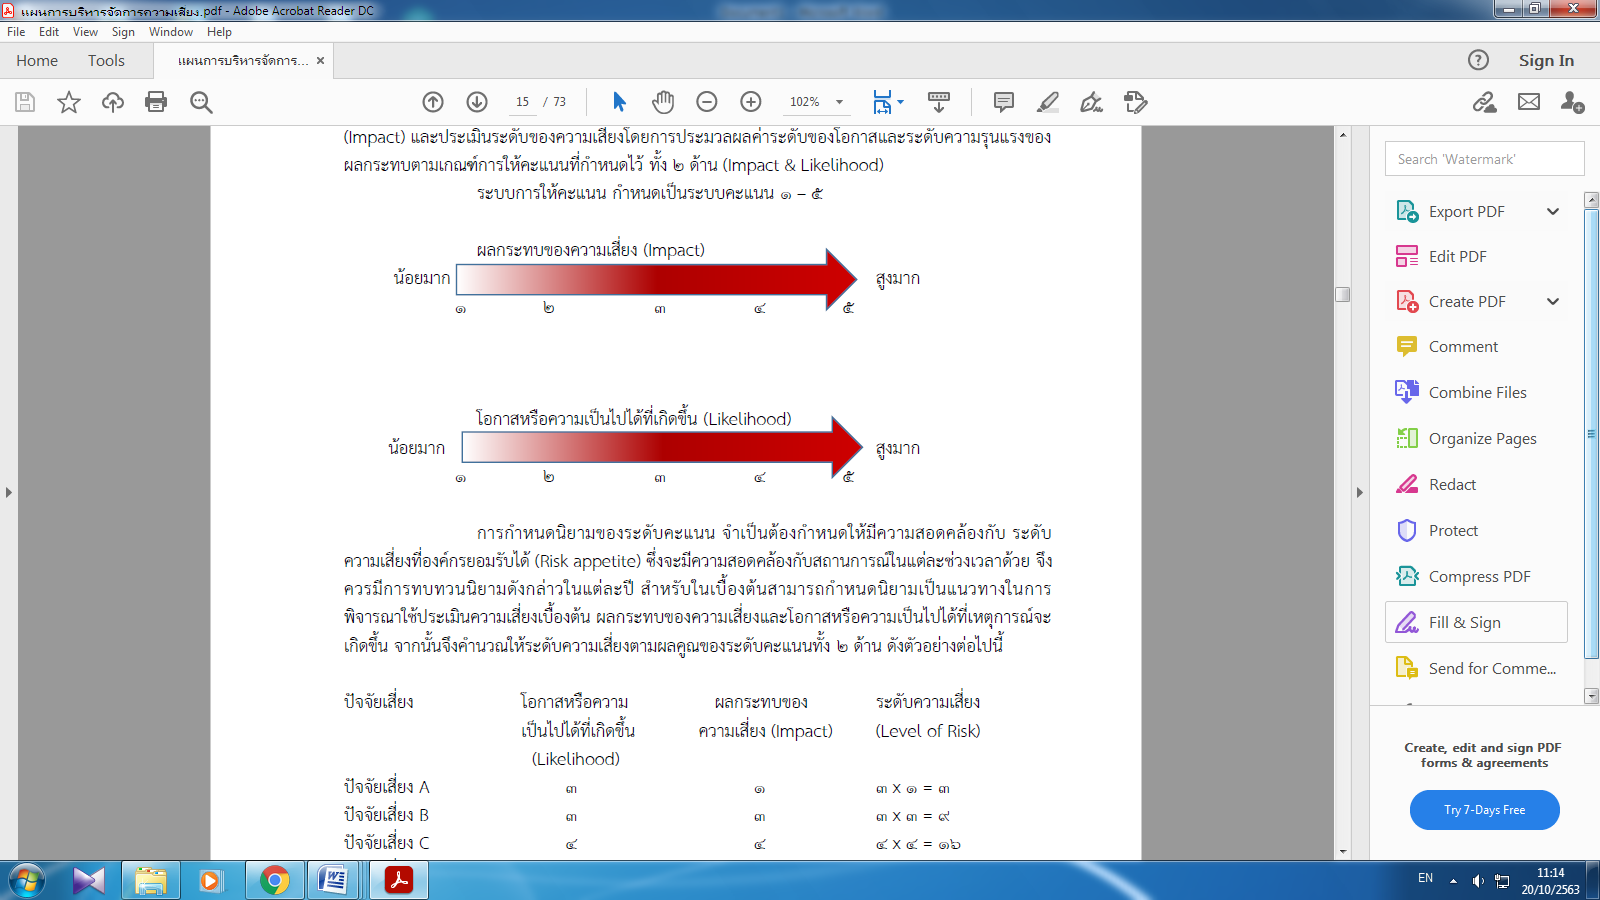 แผนการบริหารจัดการความเสี่ยง.pdf - Adobe Acrobat Reader DC
File Edit View Sign Window Help
Home Tools แผนการบริหารจัดการ... × ? Sign In
15 / 73 102%
(Impact) และประเมินระดับของความเสี่ยงโดยการประมวลผลค่าระดับของโอกาสและระดับความรุนแรงของ
ผลกระทบตามเกณฑ์การให้คะแนนที่กำหนดไว้ ทั้ง ๒ ด้าน (Impact & Likelihood)
ระบบการให้คะแนน กำหนดเป็นระบบคะแนน ๑ – ๕
ผลกระทบของความเสี่ยง (Impact)
น้อยมาก สูงมาก
๑ ๒ ๓ ๔ ๕
โอกาสหรือความเป็นไปได้ที่เกิดขึ้น (Likelihood)
น้อยมาก สูงมาก
๑ ๒ ๓ ๔ ๕
การกำหนดนิยามของระดับคะแนน จำเป็นต้องกำหนดให้มีความสอดคล้องกับ ระดับ
ความเสี่ยงที่องค์กรยอมรับได้ (Risk appetite) ซึ่งจะมีความสอดคล้องกับสถานการณ์ในแต่ละช่วงเวลาด้วย จึง
ควรมีการทบทวนนิยามดังกล่าวในแต่ละปี สำหรับในเบื้องต้นสามารถกำหนดนิยามเป็นแนวทางในการ
พิจารณาใช้ประเมินความเสี่ยงเบื้องต้น ผลกระทบของความเสี่ยงและโอกาสหรือความเป็นไปได้ที่เหตุการณ์จะ
เกิดขึ้น จากนั้นจึงคำนวณให้ระดับความเสี่ยงตามผลคูณของระดับคะแนนทั้ง ๒ ด้าน ดังตัวอย่างต่อไปนี้
ปัจจัยเสี่ยง โอกาสหรือความ ผลกระทบของ ระดับความเสี่ยง
เป็นไปได้ที่เกิดขึ้น ความเสี่ยง (Impact) (Level of Risk)
(Likelihood)
ปัจจัยเสี่ยง A ๓ ๑ ๓ x ๑ = ๓
ปัจจัยเสี่ยง B ๓ ๓ ๓ x ๓ = ๙
ปัจจัยเสี่ยง C ๔ ๔ ๔ x ๔ = ๑๖
Search 'Watermark'
Export PDF
Edit PDF
Create PDF
Comment
Combine Files
Organize Pages
Redact
Protect
Compress PDF
Fill & Sign
Send for Comme...
Create, edit and sign PDF
forms & agreements
Try 7-Days Free
EN
11:14
20/10/2563